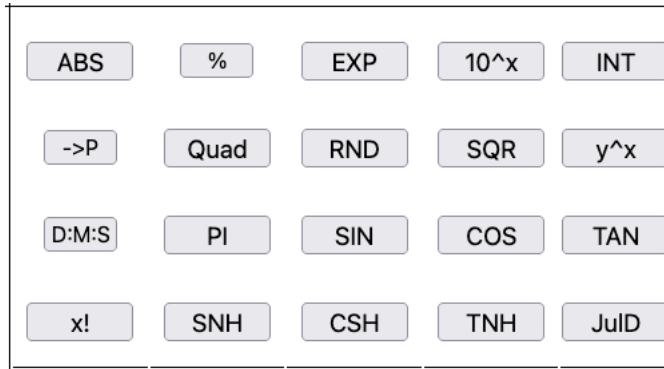 ABS % EXP 10^x INT
->P Quad RND SQR y^x
D:M:S PI SIN COS TAN
x! SNH CSH TNH JulD